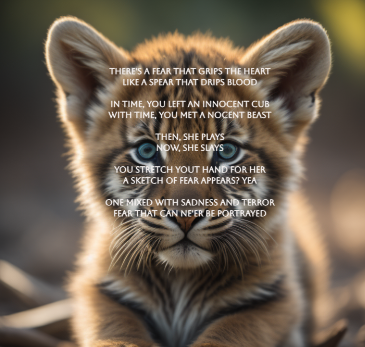 THERE'S A FEAR THAT GRIPS THE HEART
LIKE A SPEAR THAT DRIPS BLOOD
IN TIME, YOU LEFT AN INNOCENT CUB
WITH TIME, YOU MET A NOCENT BEAST
THEN, SHE PLAYS
NOW, SHE SLAYS
YOU STRETCH YOUT HAND FOR HER
A SKETCH OF FEAR APPEARS? YEA
ONE MIXED WITH SADNESS AND TERROR
FEAR THAT CAN NE'ER BE PORTRAYED